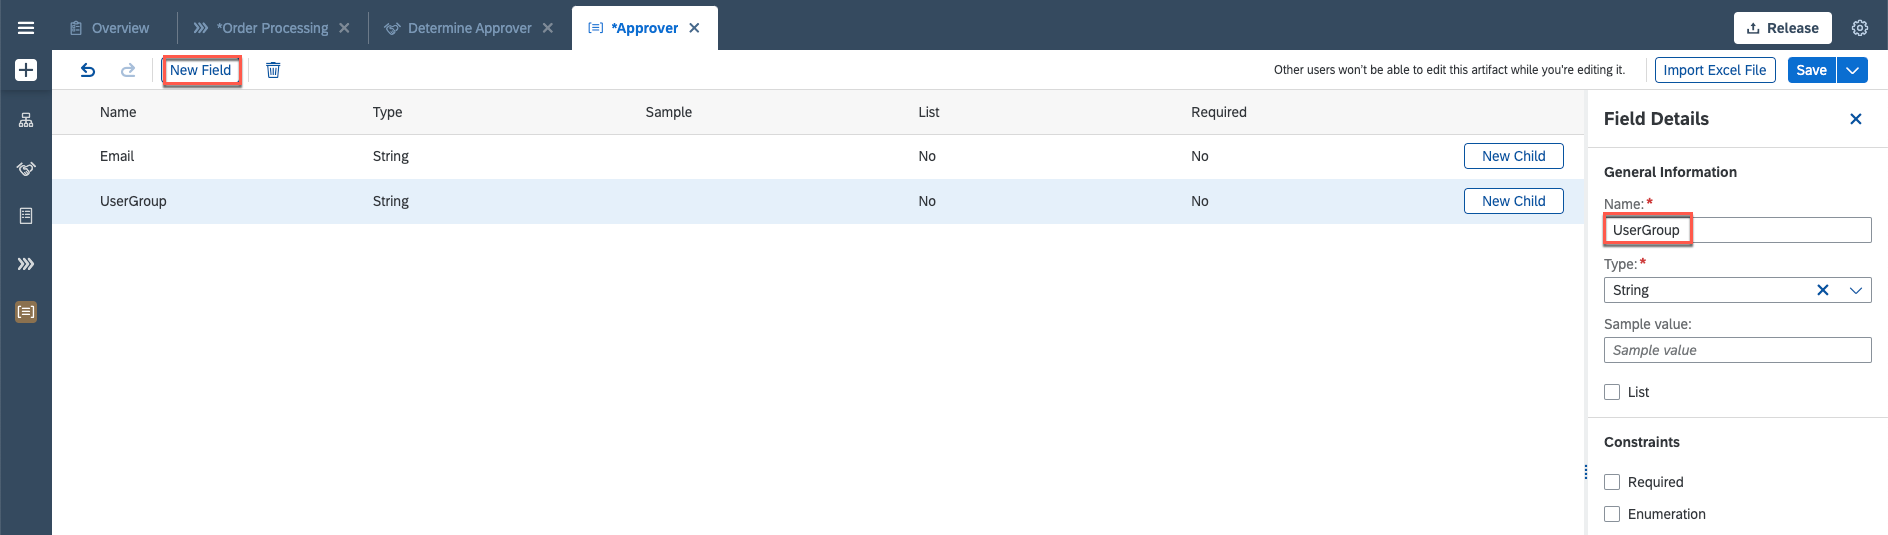 Overview *Order Processing Determine Approver *Approver Release
New Field Other users won't be able to edit this artifact while you're editing it. Import Excel File Save
Name Type Sample List Required
Email String No No New Child
UserGroup String No No New Child
Field Details
General Information
Name: *
UserGroup
Type: *
String
Sample value:
Sample value
List
Constraints
Required
Enumeration